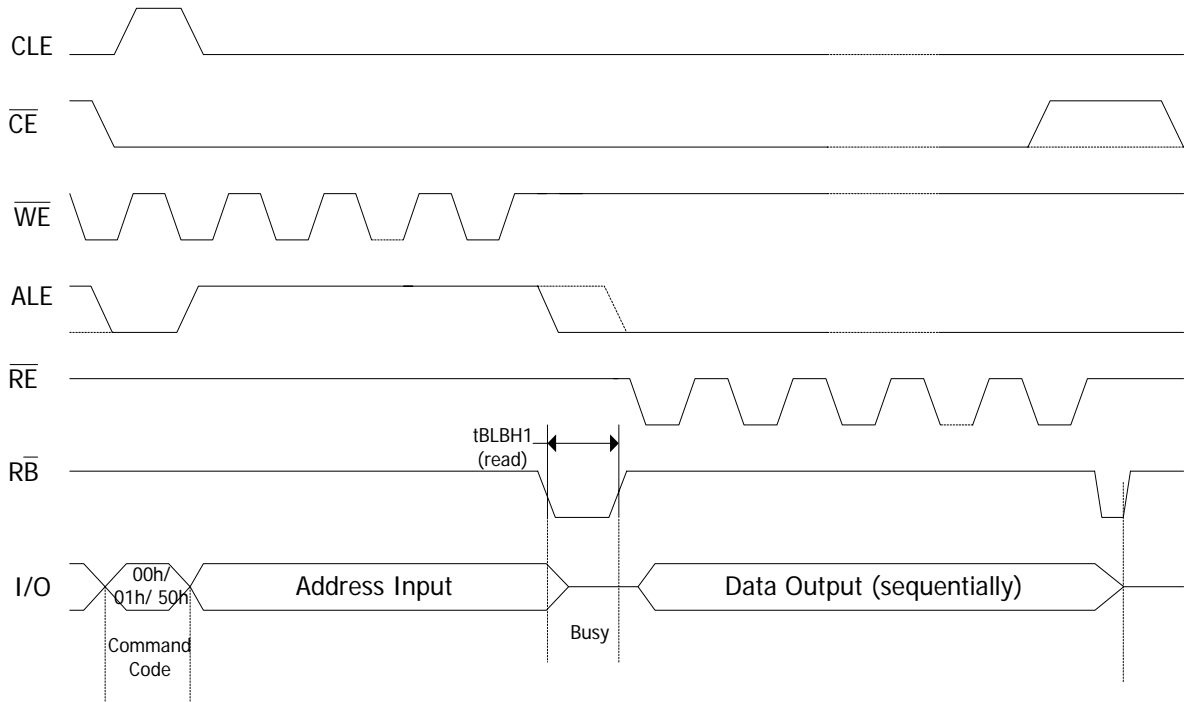 CLE
CE
WE
ALE
RE
tBLBH1
(read)
RB
I/O
00h/
01h/ 50h
Address Input
Data Output (sequentially)
Busy
Command
Code